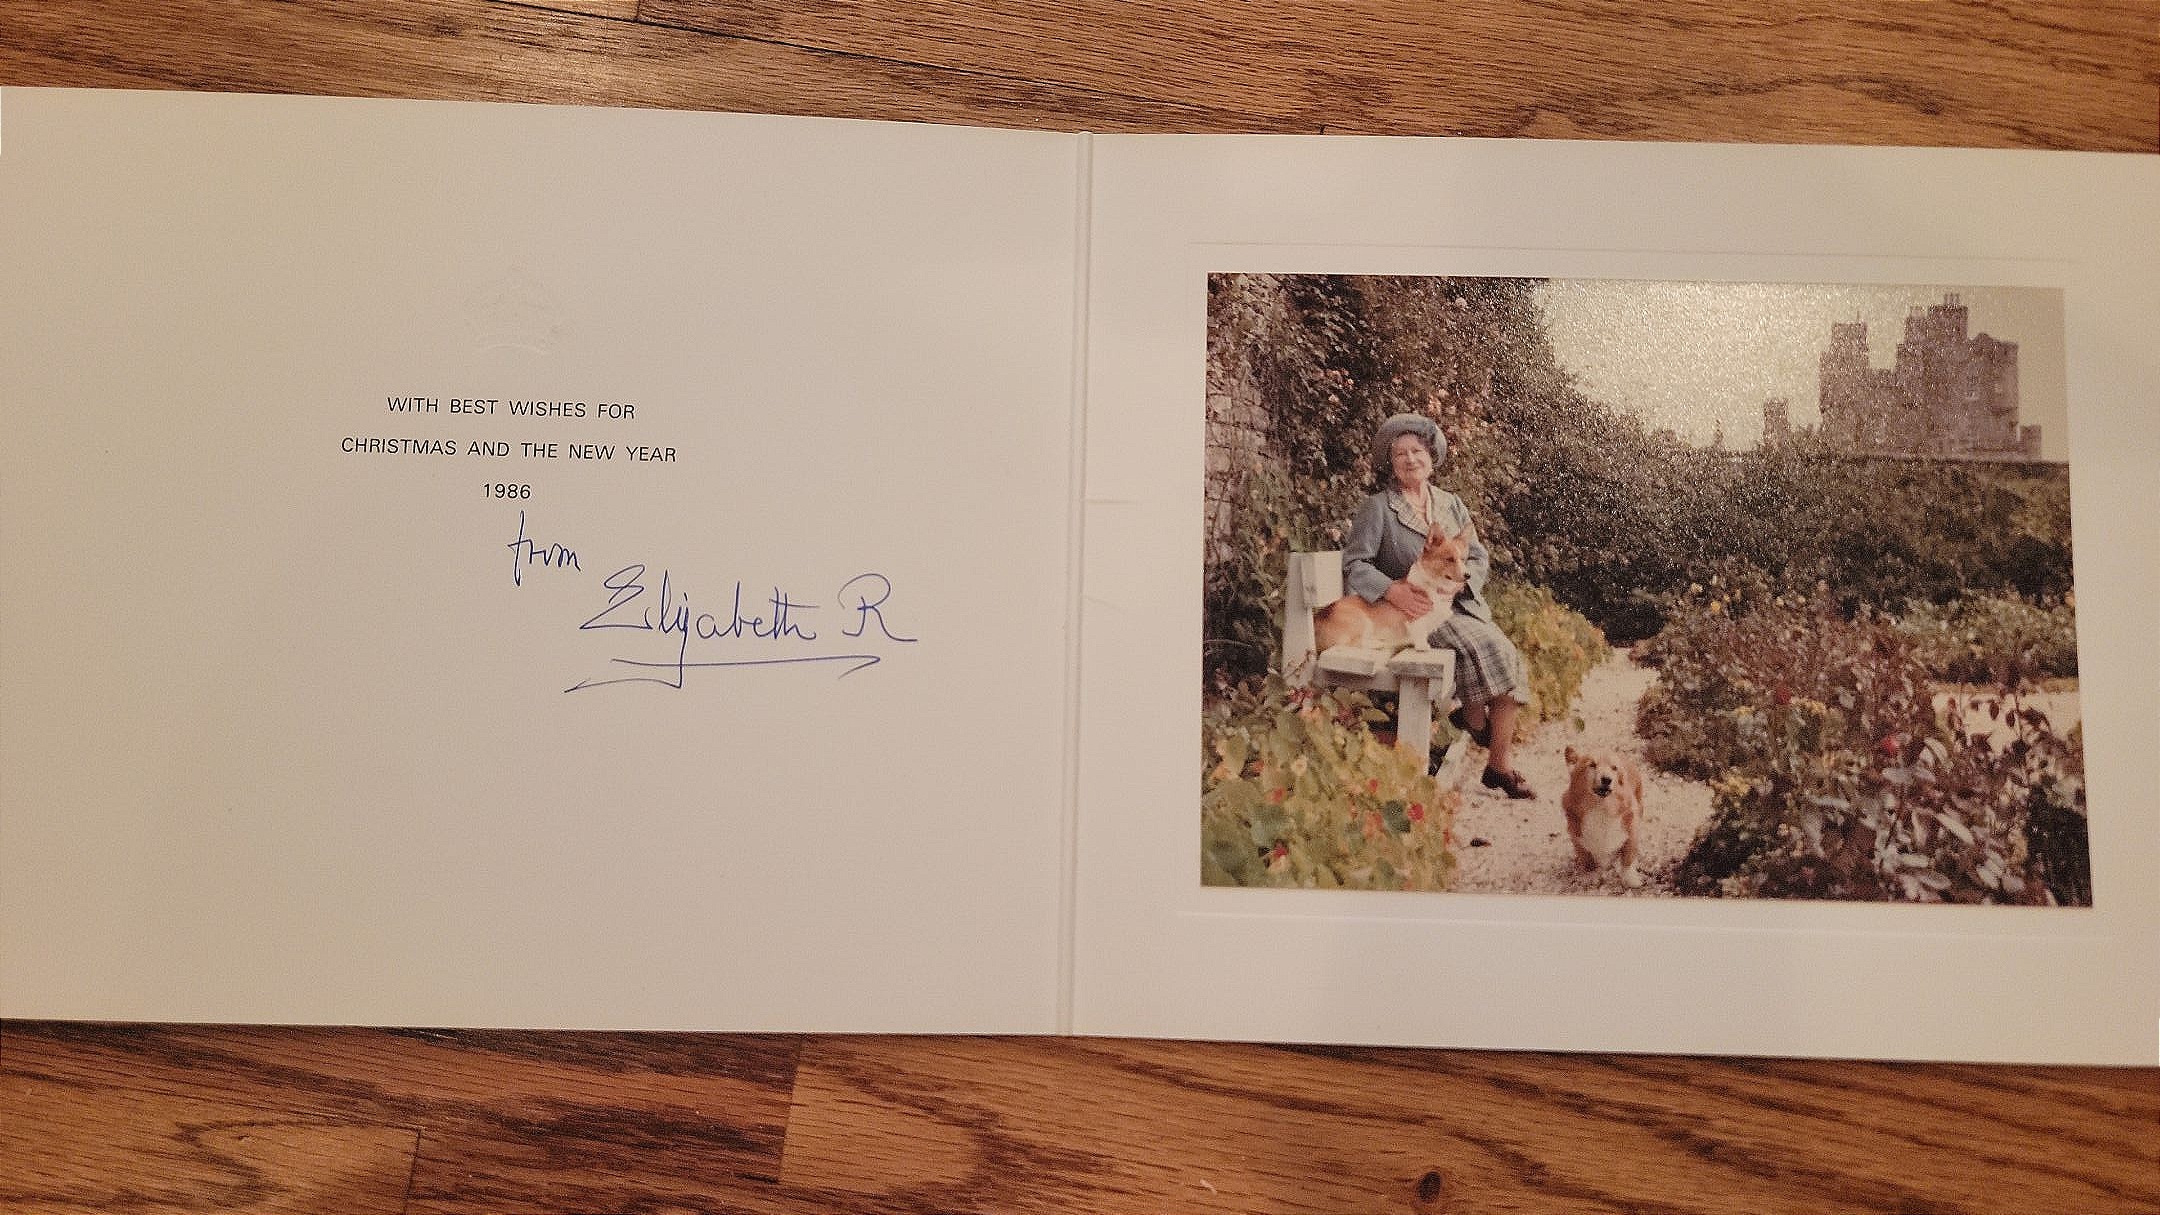 WITH BEST WISHES FOR
CHRISTMAS AND THE NEW YEAR
1986
from
Elizabeth R